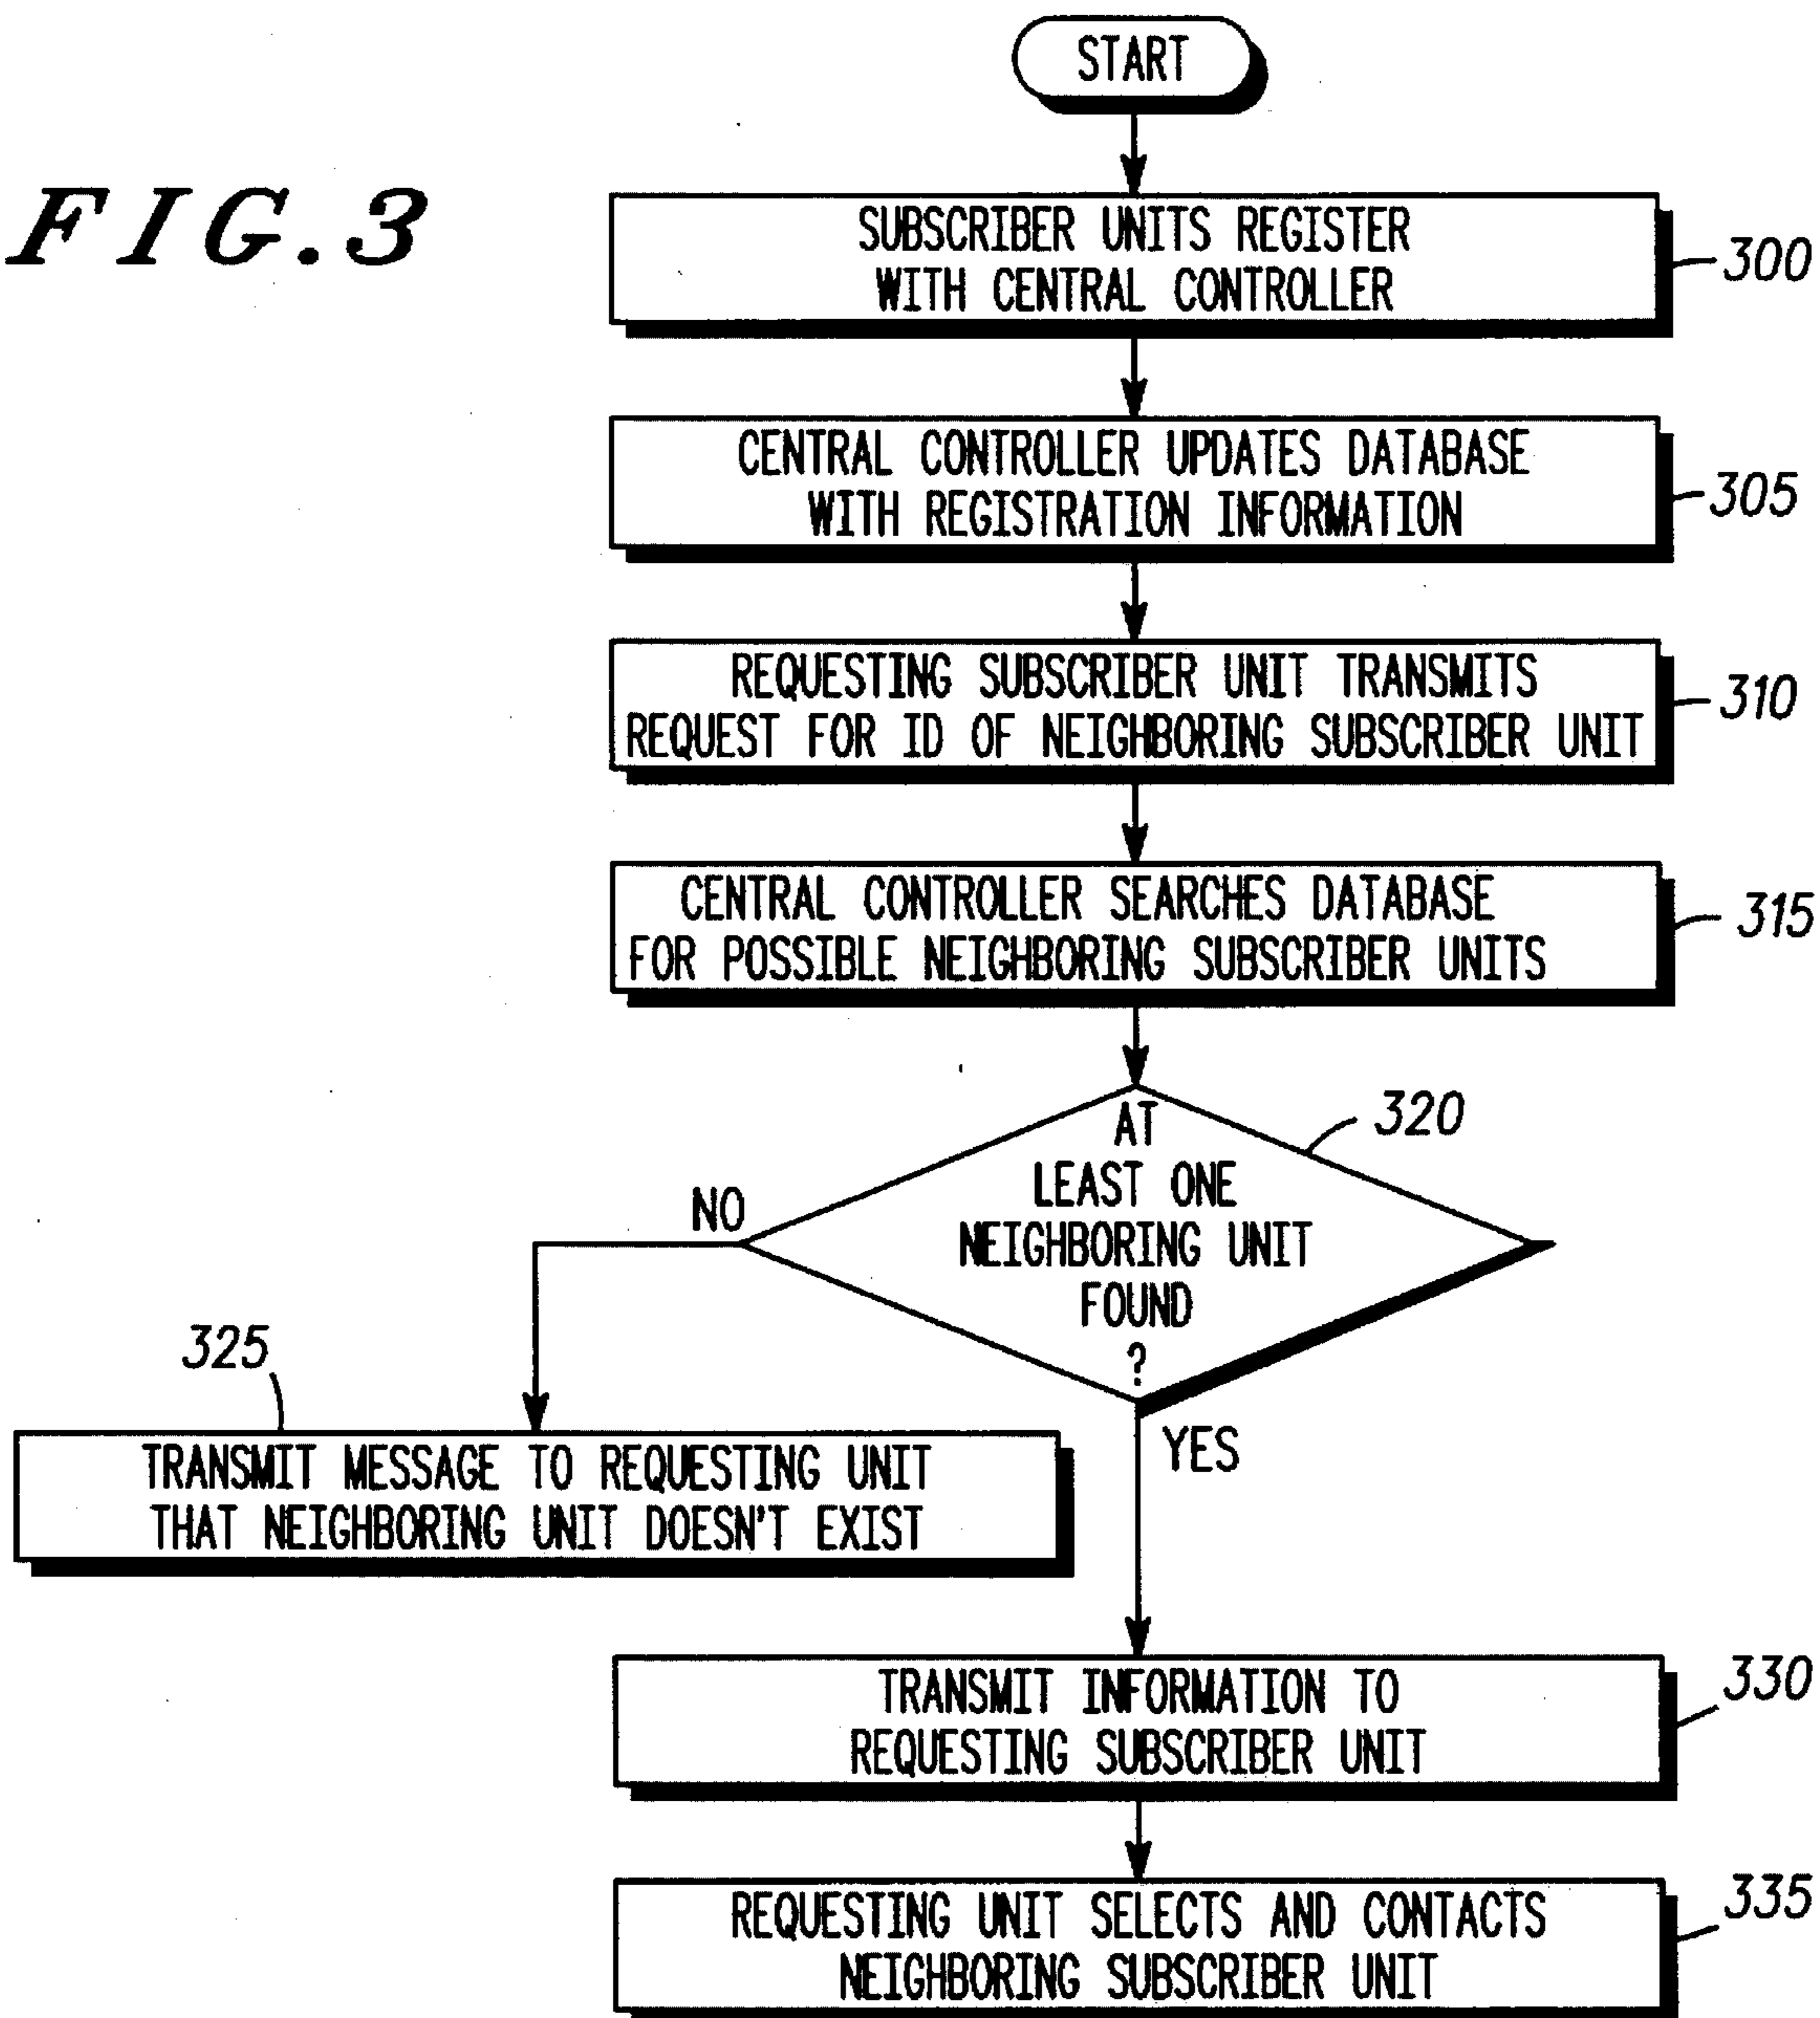 START
FIG.3
SUBSCRIBER UNITS REGISTER
WITH CENTRAL CONTROLLER
300
CENTRAL CONTROLLER UPDATES DATABASE
WITH REGISTRATION INFORMATION
305
REQUESTING SUBSCRIBER UNIT TRANSMITS
REQUEST FOR ID OF NEIGHBORING SUBSCRIBER UNIT
310
CENTRAL CONTROLLER SEARCHES DATABASE
FOR POSSIBLE NEIGHBORING SUBSCRIBER UNITS
315
AT
LEAST ONE
NEIGHBORING UNIT
FOUND
?
320
NO
325
TRANSMIT MESSAGE TO REQUESTING UNIT
THAT NEIGHBORING UNIT DOESN'T EXIST
YES
TRANSMIT INFORMATION TO
REQUESTING SUBSCRIBER UNIT
330
REQUESTING UNIT SELECTS AND CONTACTS
NEIGHBORING SUBSCRIBER UNIT
335